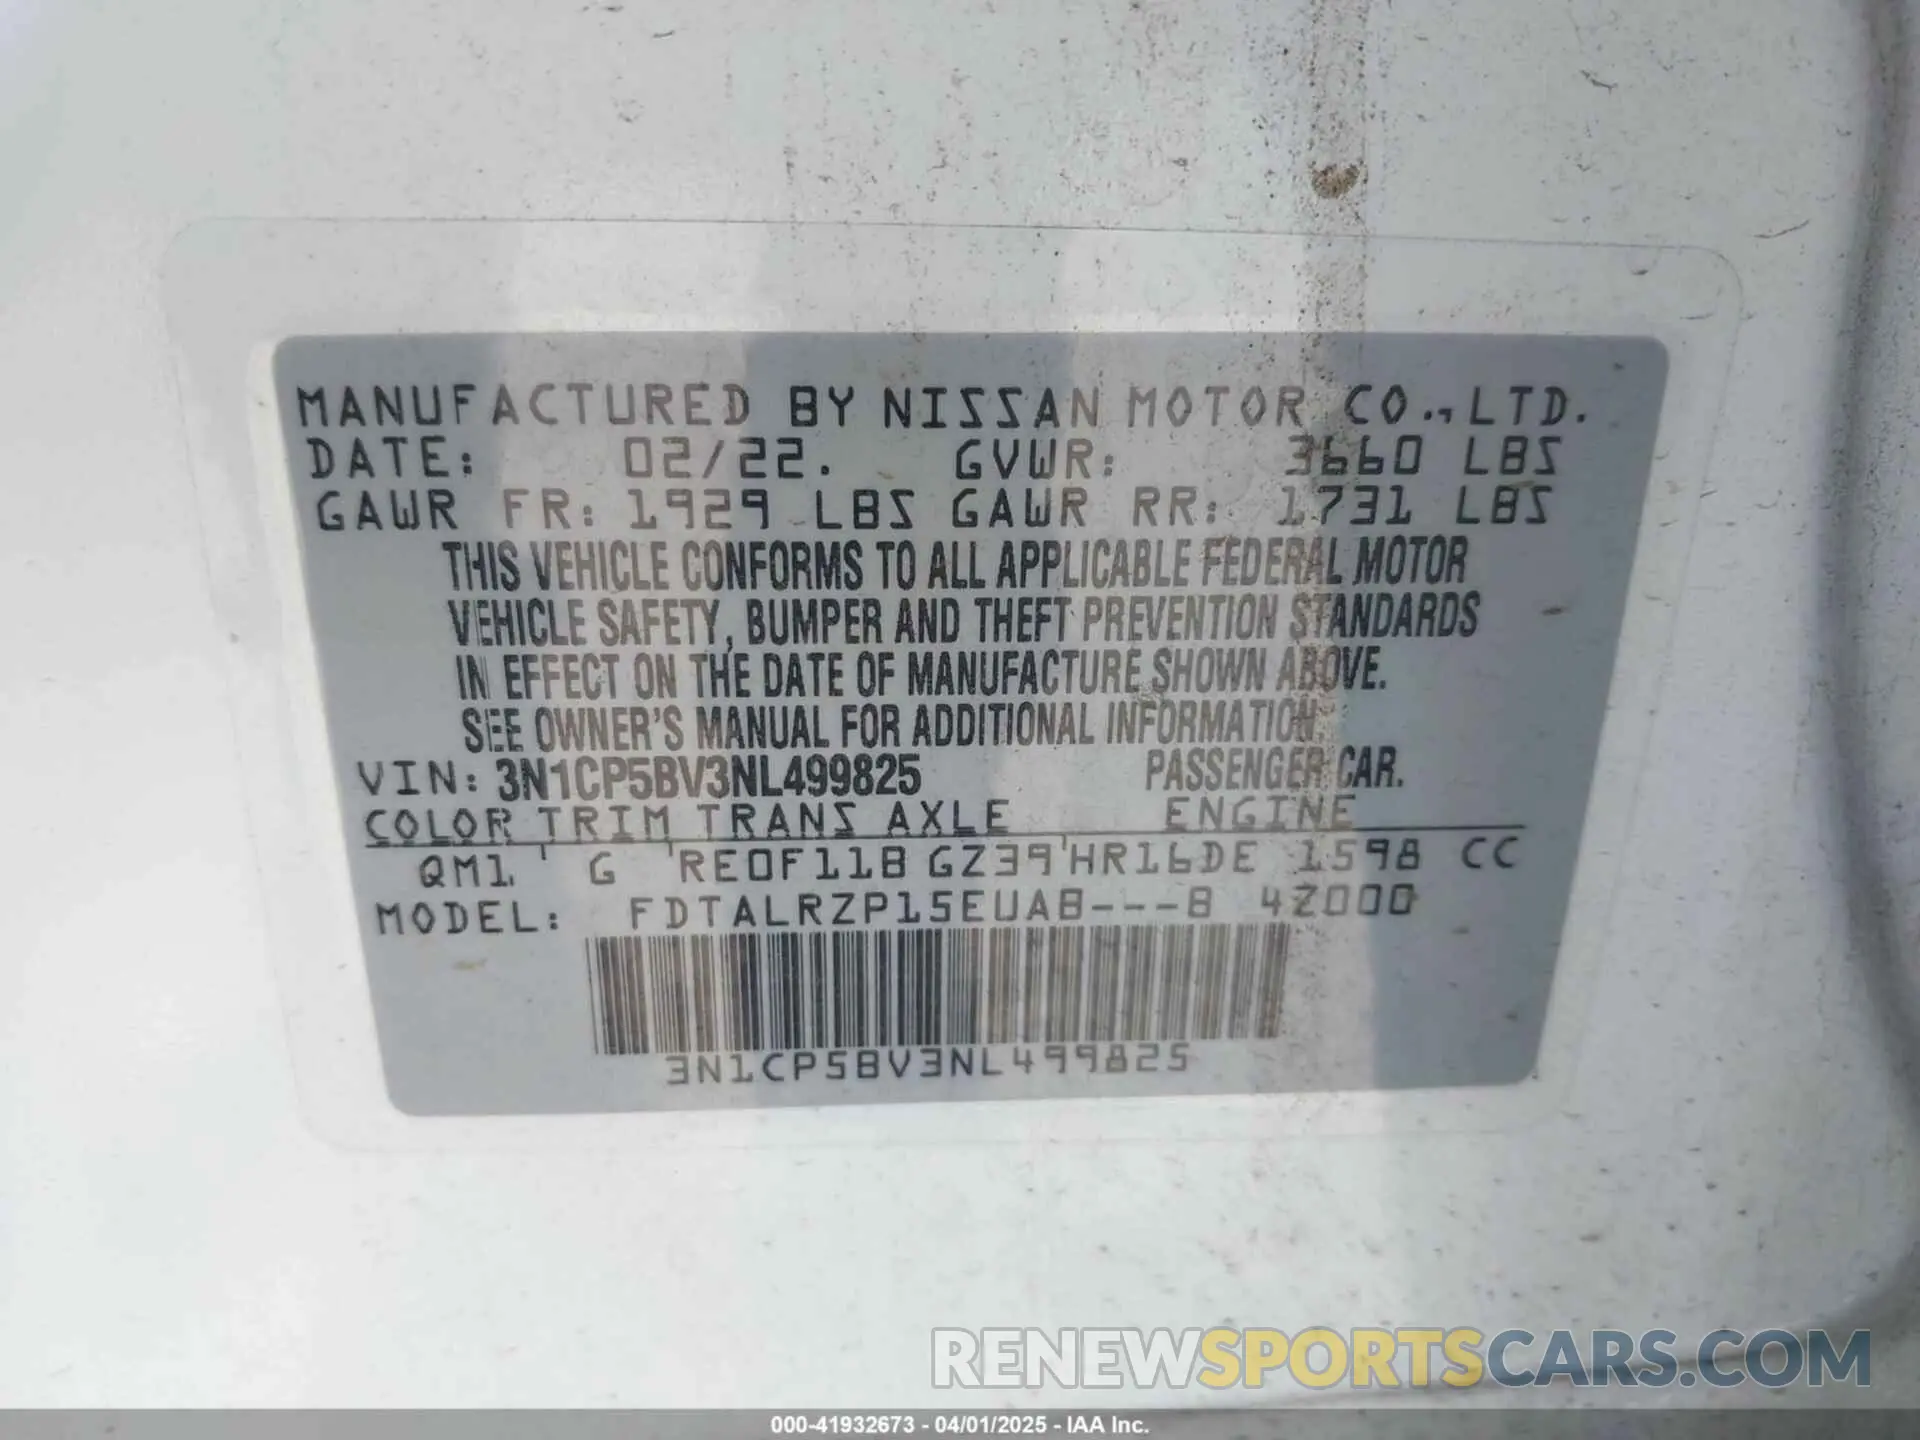 MANUFACTURED BY NISSAN MOTOR CO., LTD.
DATE: 02/22. GVWR: 3660 LBS
GAWR FR: 1929 LBS GAWR RR: 1731 LBS
THIS VEHICLE CONFORMS TO ALL APPLICABLE FEDERAL MOTOR
VEHICLE SAFETY, BUMPER AND THEFT PREVENTION STANDARDS
IN EFFECT ON THE DATE OF MANUFACTURE SHOWN ABOVE.
SEE OWNER'S MANUAL FOR ADDITIONAL INFORMATION
VIN: 3N1CP5BV3NL499825 PASSENGER CAR.
COLOR TRIM TRANS AXLE ENGINE
QM1 G RE0F11B GZ39 HR16DE 1598 CC
MODEL: FDTALRZP15EUAB---B 4Z000
3N1CP5BV3NL499825
RENEWSPORTSCARS.COM
000-41932673 - 04/01/2025 - IAA Inc.